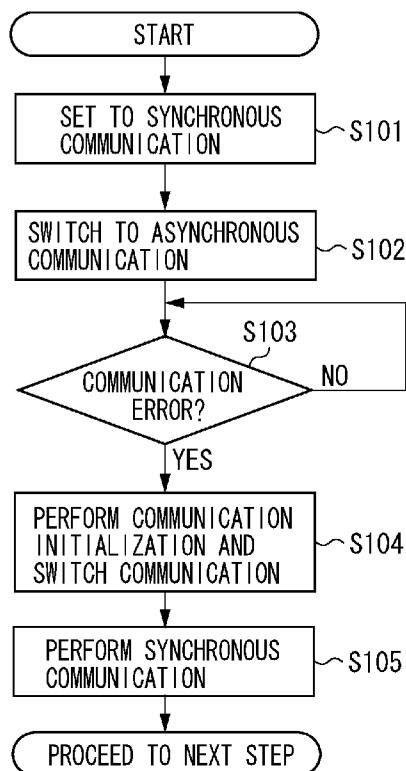 START
SET TO SYNCHRONOUS
COMMUNICATION
S101
SWITCH TO ASYNCHRONOUS
COMMUNICATION
S102
S103
COMMUNICATION
ERROR?
NO
YES
PERFORM COMMUNICATION
INITIALIZATION AND
SWITCH COMMUNICATION
S104
PERFORM SYNCHRONOUS
COMMUNICATION
S105
PROCEED TO NEXT STEP